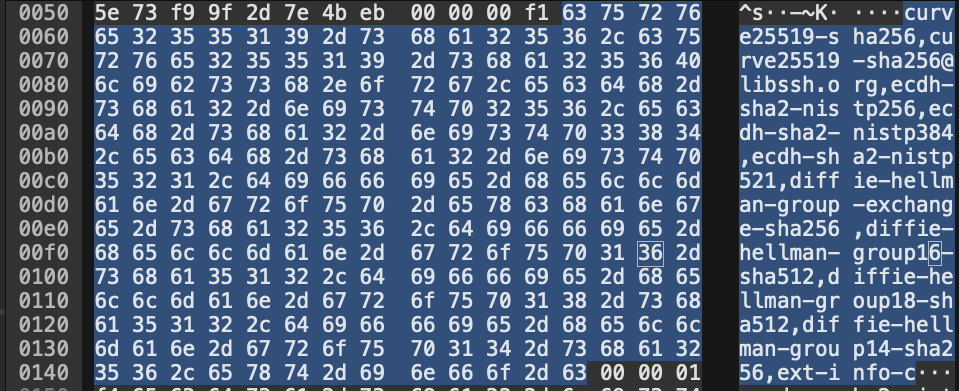 0050 5e 73 f9 9f 2d 7e 4b eb 00 00 00 f1 63 75 72 76 ^s··-~K· ····curv
0060 65 32 35 35 31 39 2d 73 68 61 32 35 36 2c 63 75 e25519-s ha256,cu
0070 72 76 65 32 35 35 31 39 2d 73 68 61 32 35 36 40 rve25519 -sha256@
0080 6c 69 62 73 73 68 2e 6f 72 67 2c 65 63 64 68 2d libssh.o rg,ecdh-
0090 73 68 61 32 2d 6e 69 73 74 70 32 35 36 2c 65 63 sha2-nis tp256,ec
00a0 64 68 2d 73 68 61 32 2d 6e 69 73 74 70 33 38 34 dh-sha2- nistp384
00b0 2c 65 63 64 68 2d 73 68 61 32 2d 6e 69 73 74 70 ,ecdh-sh a2-nistp
00c0 35 32 31 2c 64 69 66 66 69 65 2d 68 65 6c 6c 6d 521,diff ie-hellm
00d0 61 6e 2d 67 72 6f 75 70 2d 65 78 63 68 61 6e 67 an-group -exchang
00e0 65 2d 73 68 61 32 35 36 2c 64 69 66 66 69 65 2d e-sha256 ,diffie-
00f0 68 65 6c 6c 6d 61 6e 2d 67 72 6f 75 70 31 36 2d hellman- group16-
0100 73 68 61 35 31 32 2c 64 69 66 66 69 65 2d 68 65 sha512,d iffie-he
0110 6c 6c 6d 61 6e 2d 67 72 6f 75 70 31 38 2d 73 68 llman-gr oup18-sh
0120 61 35 31 32 2c 64 69 66 66 69 65 2d 68 65 6c 6c a512,dif fie-hell
0130 6d 61 6e 2d 67 72 6f 75 70 31 34 2d 73 68 61 32 man-grou p14-sha2
0140 35 36 2c 65 78 74 2d 69 6e 66 6f 2d 63 00 00 01 56,ext-i nfo-c···